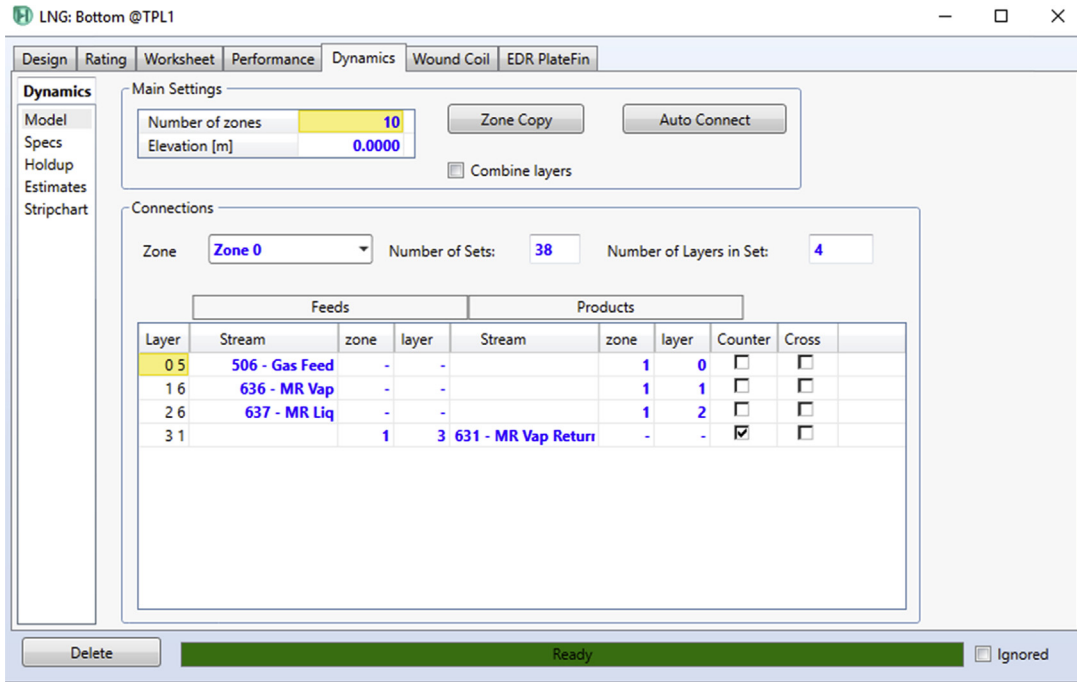 LNG: Bottom @TPL1
Design Rating Worksheet Performance Dynamics Wound Coil EDR PlateFin
Dynamics
Model
Specs
Holdup
Estimates
Stripchart
Main Settings
Number of zones 10
Elevation [m] 0.0000
Zone Copy Auto Connect
Combine layers
Connections
Zone Zone 0 Number of Sets: 38 Number of Layers in Set: 4
Feeds Products
Layer Stream zone layer Stream zone layer Counter Cross
0 5 506 - Gas Feed - - 1 0
1 6 636 - MR Vap - - 1 1
2 6 637 - MR Liq - - 1 2
3 1 1 3 631 - MR Vap Return - -
Delete Ready Ignored